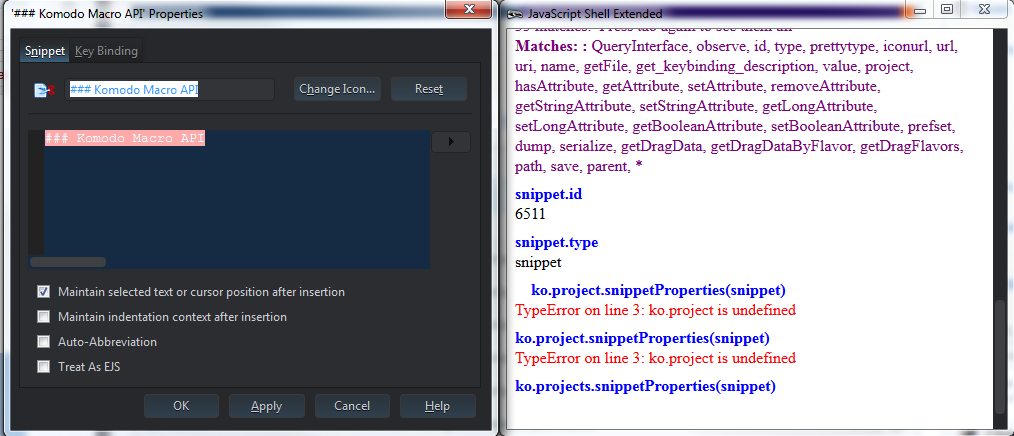 '### Komodo Macro API' Properties
Snippet Key Binding
### Komodo Macro API Change Icon... Reset
### Komodo Macro API
Maintain selected text or cursor position after insertion
Maintain indentation context after insertion
Auto-Abbreviation
Treat As EJS
OK Apply Cancel Help
JavaScript Shell Extended
Matches: : QueryInterface, observe, id, type, prettytype, iconurl, url,
uri, name, getFile, get_keybinding_description, value, project,
hasAttribute, getAttribute, setAttribute, removeAttribute,
getStringAttribute, setStringAttribute, getLongAttribute,
setLongAttribute, getBooleanAttribute, setBooleanAttribute, prefset,
dump, serialize, getDragData, getDragDataByFlavor, getDragFlavors,
path, save, parent, *
snippet.id
6511
snippet.type
snippet
ko.project.snippetProperties(snippet)
TypeError on line 3: ko.project is undefined
ko.project.snippetProperties(snippet)
TypeError on line 3: ko.project is undefined
ko.projects.snippetProperties(snippet)